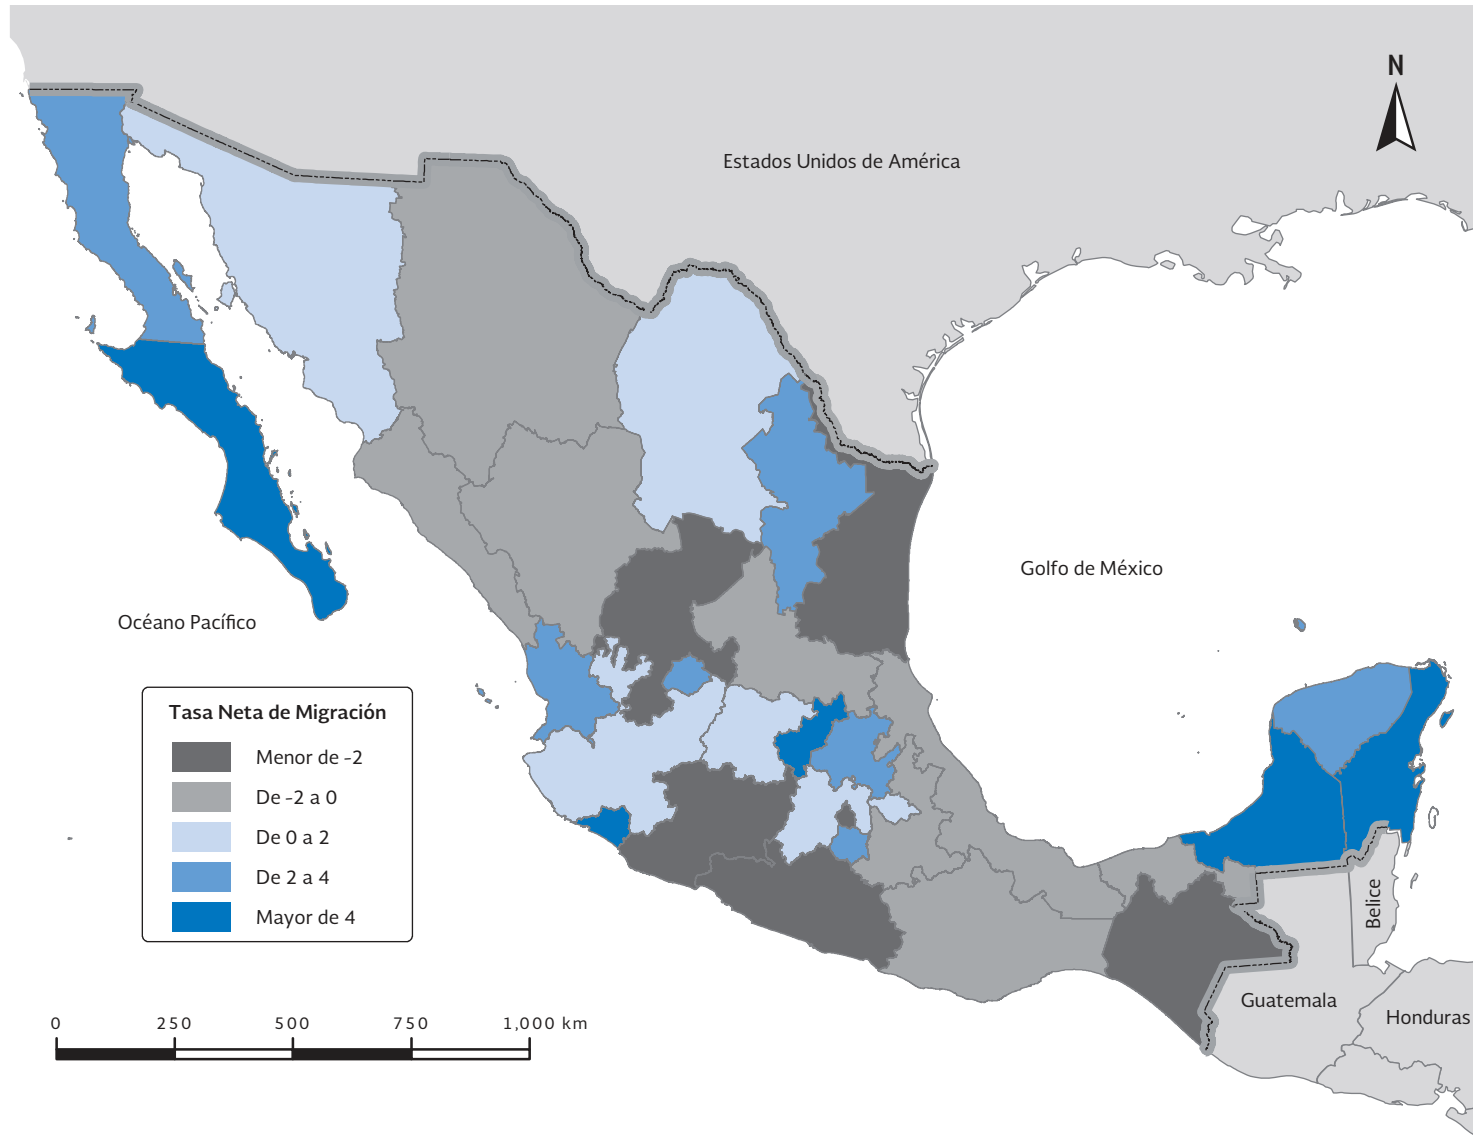 N
Estados Unidos de América
Golfo de México
Océano Pacífico
Tasa Neta de Migración
Menor de -2
De -2 a 0
De 0 a 2
De 2 a 4
Mayor de 4
Belice
Guatemala
Honduras
0 250 500 750 1,000 km